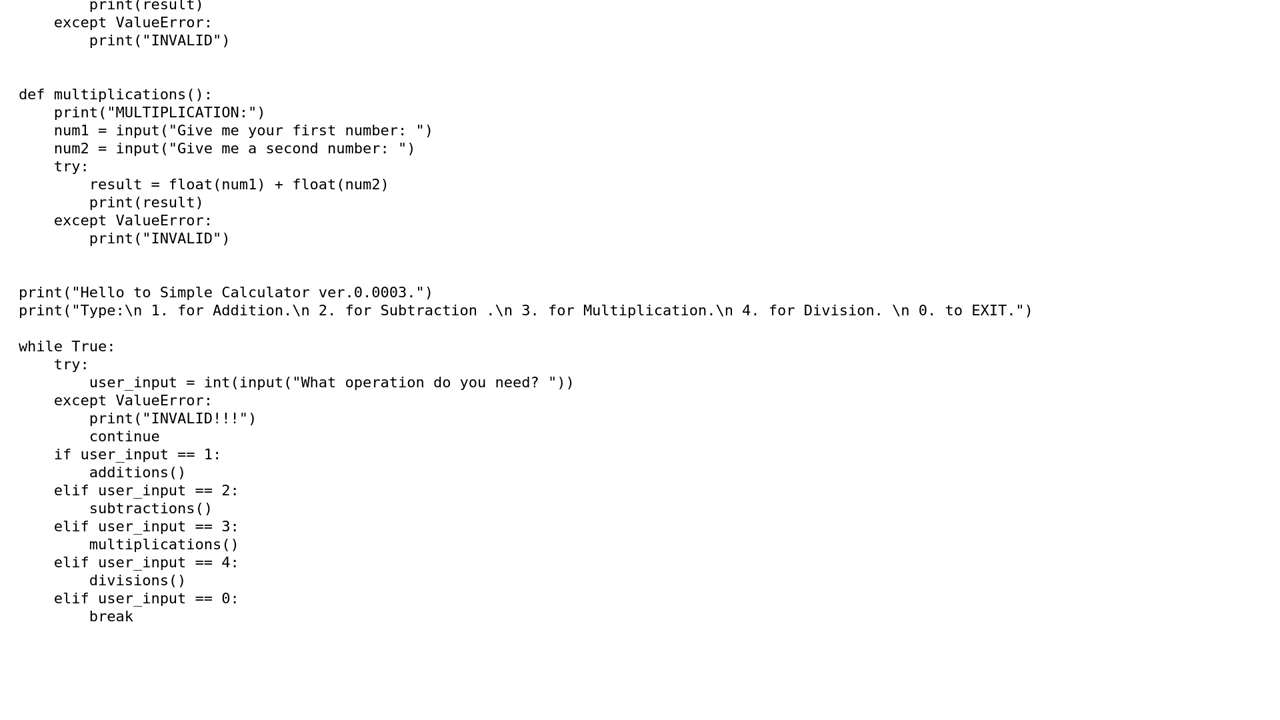 print(result)
    except ValueError:
        print("INVALID")


def multiplications():
    print("MULTIPLICATION:")
    num1 = input("Give me your first number: ")
    num2 = input("Give me a second number: ")
    try:
        result = float(num1) + float(num2)
        print(result)
    except ValueError:
        print("INVALID")


print("Hello to Simple Calculator ver.0.0003.")
print("Type:\n 1. for Addition.\n 2. for Subtraction .\n 3. for Multiplication.\n 4. for Division. \n 0. to EXIT.")

while True:
    try:
        user_input = int(input("What operation do you need? "))
    except ValueError:
        print("INVALID!!!")
        continue
    if user_input == 1:
        additions()
    elif user_input == 2:
        subtractions()
    elif user_input == 3:
        multiplications()
    elif user_input == 4:
        divisions()
    elif user_input == 0:
        break